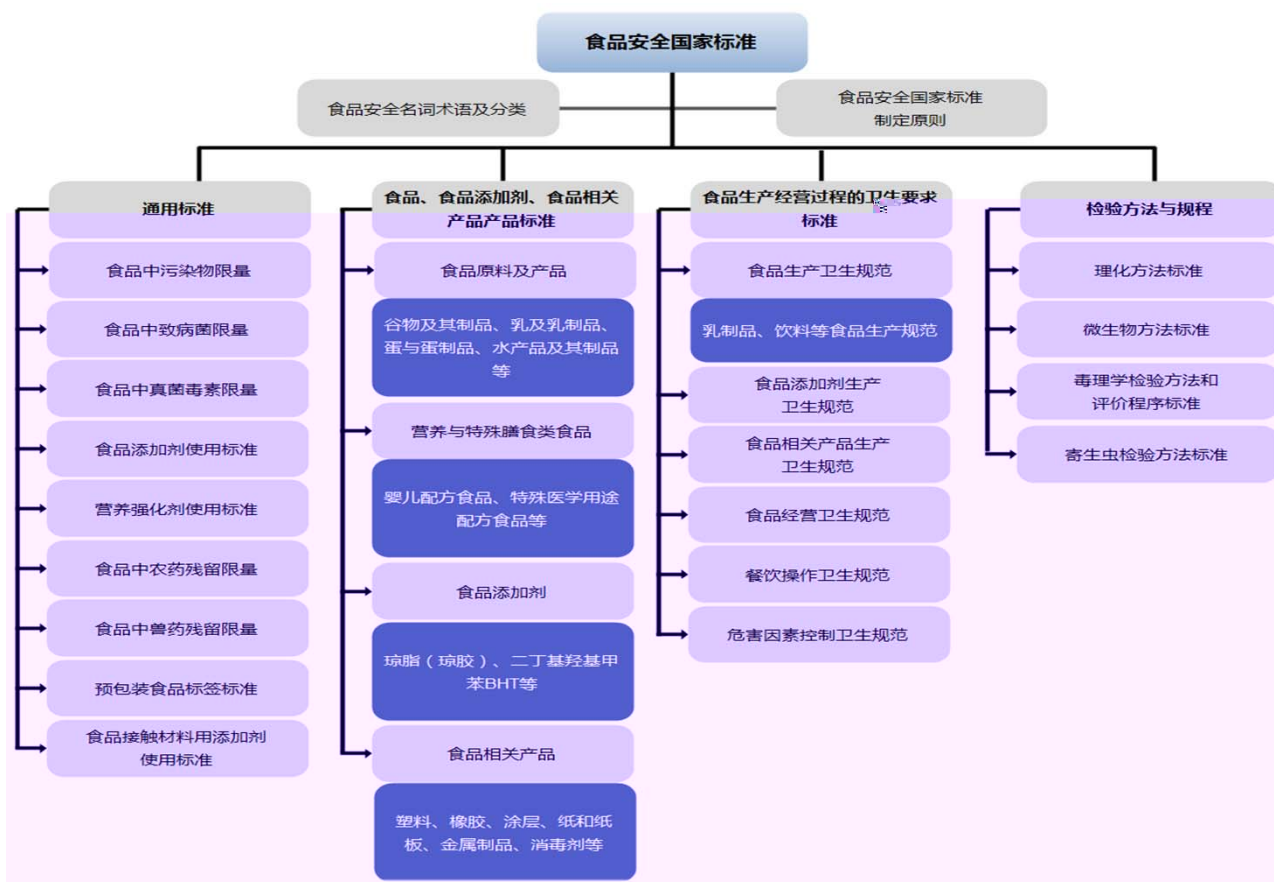 食品安全国家标准
食品安全名词术语及分类
食品安全国家标准
制定原则
通用标准
食品中污染物限量
食品中致病菌限量
食品中真菌毒素限量
食品添加剂使用标准
营养强化剂使用标准
食品中农药残留限量
食品中兽药残留限量
预包装食品标签标准
食品接触材料用添加剂
使用标准
食品、食品添加剂、食品相关
产品产品标准
食品原料及产品
谷物及其制品、乳及乳制品、
蛋与蛋制品、水产品及其制品
等
营养与特殊膳食类食品
婴儿配方食品、特殊医学用途
配方食品等
食品添加剂
琼脂（琼胶）、二丁基羟基甲
苯BHT等
食品相关产品
塑料、橡胶、涂层、纸和纸
板、金属制品、消毒剂等
食品生产经营过程的卫生要求
标准
食品生产卫生规范
乳制品、饮料等食品生产规范
食品添加剂生产
卫生规范
食品相关产品生产
卫生规范
食品经营卫生规范
餐饮操作卫生规范
危害因素控制卫生规范
检验方法与规程
理化方法标准
微生物方法标准
毒理学检验方法和
评价程序标准
寄生虫检验方法标准